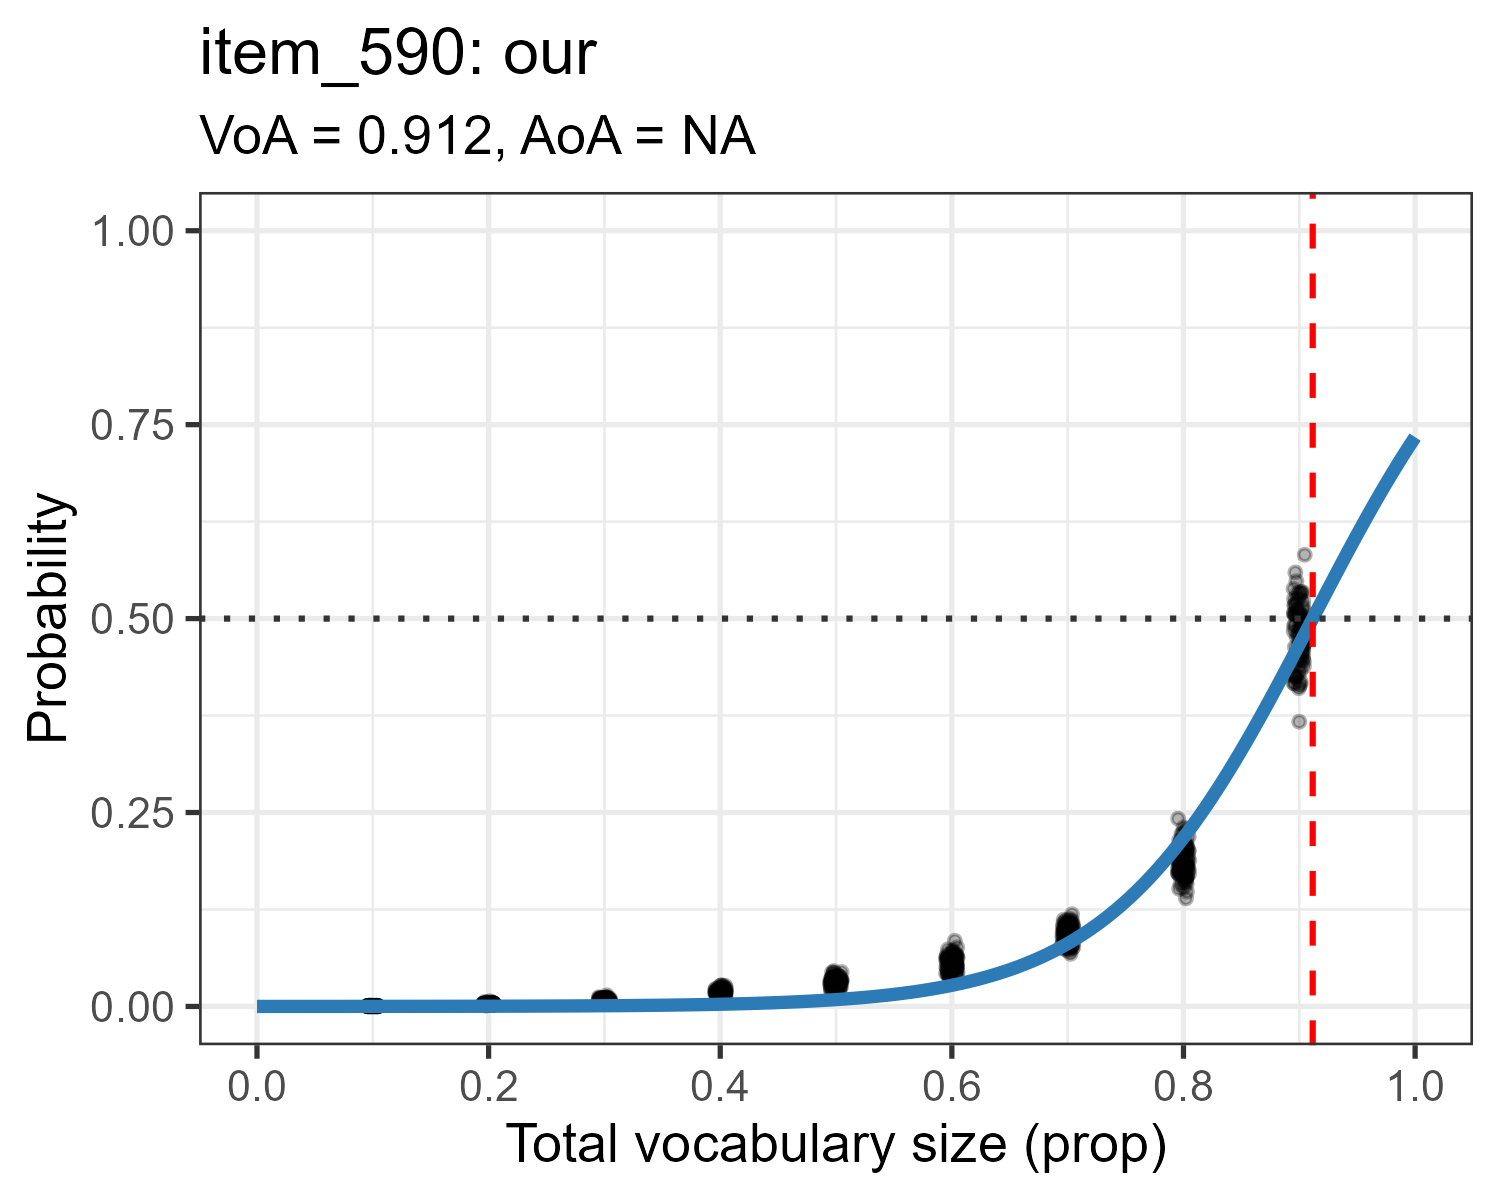 item_590: our
VoA = 0.912, AoA = NA
1.00
0.75
0.50
0.25
0.00
Probability
0.0 0.2 0.4 0.6 0.8 1.0
Total vocabulary size (prop)